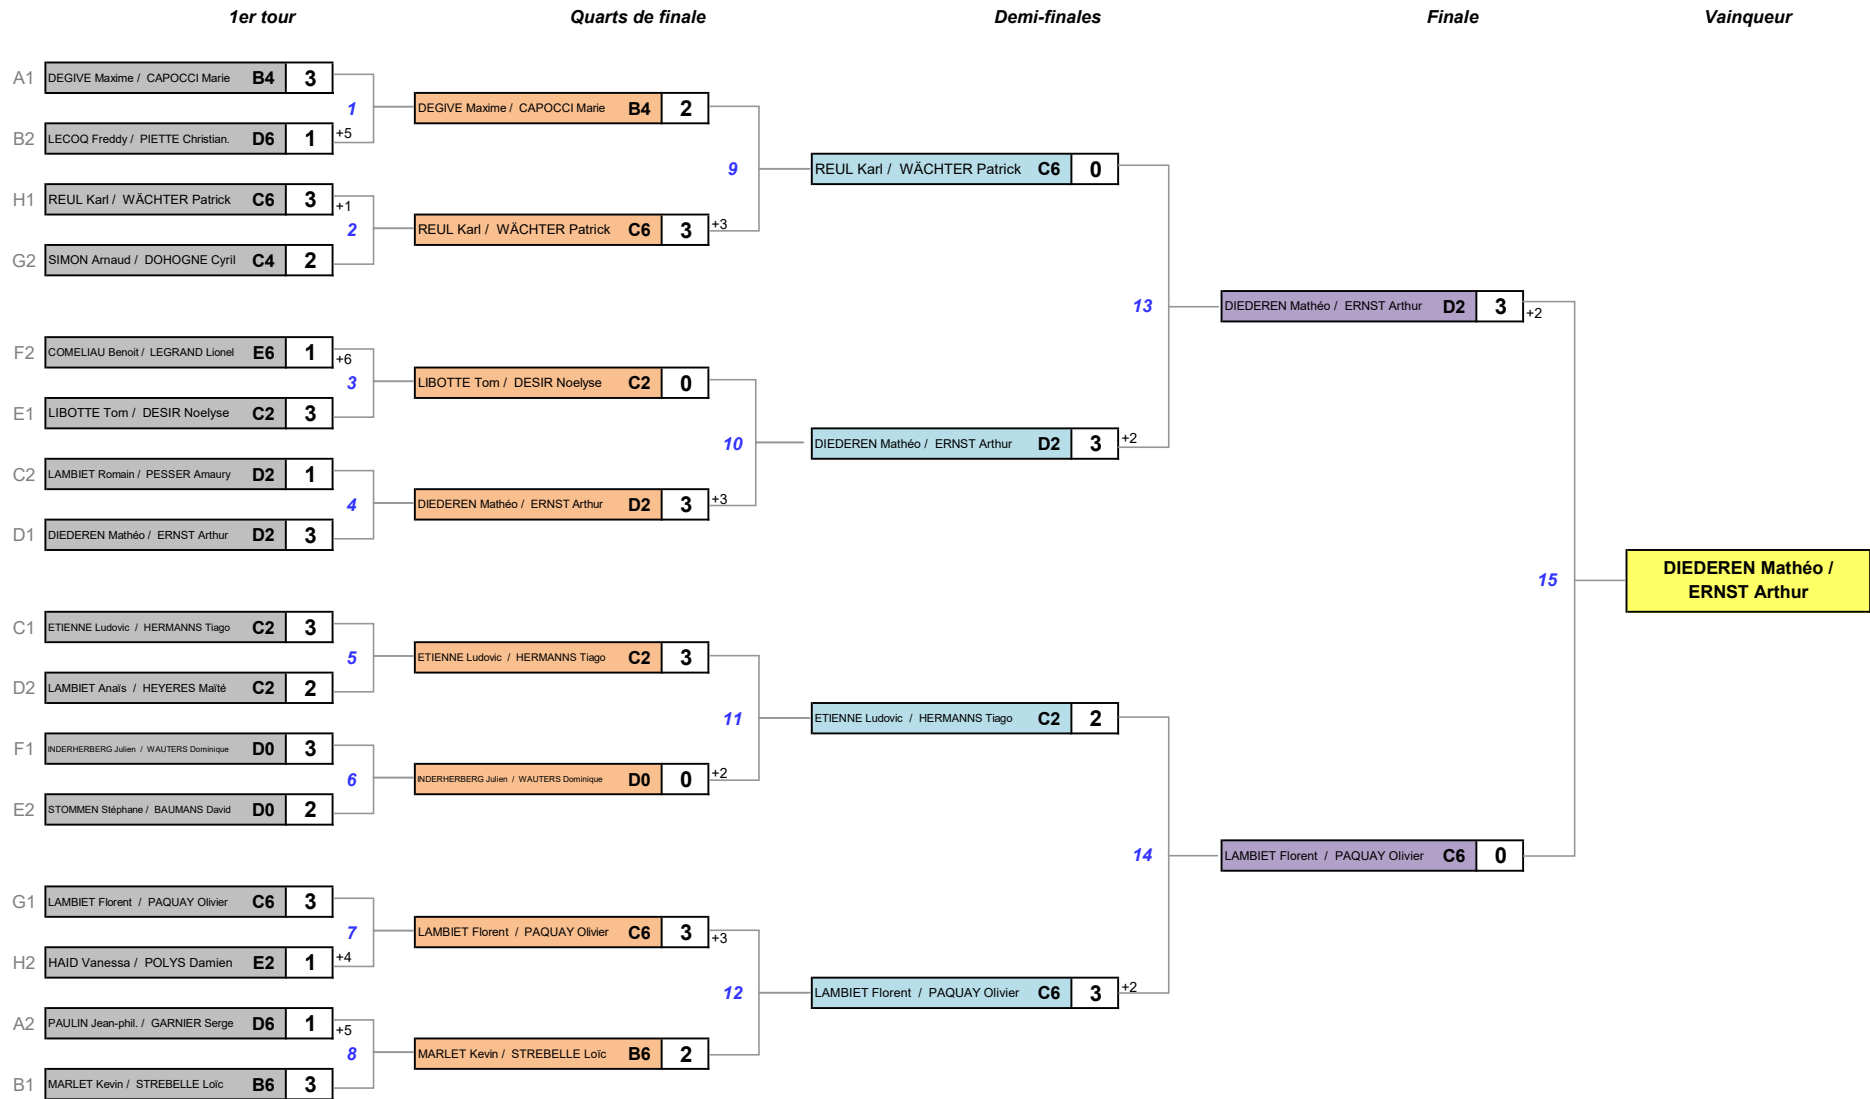 1er tour
Quarts de finale
Demi-finales
Finale
Vainqueur
A1 DEGIVE Maxime / CAPOCCI Marie B4 3
1
B2 LECOQ Freddy / PIETTE Christian. D6 1 +5
H1 REUL Karl / WÄCHTER Patrick C6 3 +1
2
G2 SIMON Arnaud / DOHOGNE Cyril C4 2
F2 COMELIAU Benoit / LEGRAND Lionel E6 1 +6
3
E1 LIBOTTE Tom / DESIR Noelyse C2 3
C2 LAMBIET Romain / PESSER Amaury D2 1
4
D1 DIEDEREN Mathéo / ERNST Arthur D2 3
C1 ETIENNE Ludovic / HERMANNS Tiago C2 3
5
D2 LAMBIET Anaïs / HEYERES Maïté C2 2
F1 INDERHERBERG Julien / WAUTERS Dominique D0 3
6
E2 STOMMEN Stéphane / BAUMANS David D0 2
G1 LAMBIET Florent / PAQUAY Olivier C6 3
7
H2 HAID Vanessa / POLYS Damien E2 1 +4
A2 PAULIN Jean-phil. / GARNIER Serge D6 1 +5
8
B1 MARLET Kevin / STREBELLE Loïc B6 3
DEGIVE Maxime / CAPOCCI Marie B4 2
9
REUL Karl / WÄCHTER Patrick C6 3 +3
LIBOTTE Tom / DESIR Noelyse C2 0
10
DIEDEREN Mathéo / ERNST Arthur D2 3 +3
ETIENNE Ludovic / HERMANNS Tiago C2 3
11
INDERHERBERG Julien / WAUTERS Dominique D0 0 +2
LAMBIET Florent / PAQUAY Olivier C6 3 +3
12
MARLET Kevin / STREBELLE Loïc B6 2
REUL Karl / WÄCHTER Patrick C6 0
13
DIEDEREN Mathéo / ERNST Arthur D2 3 +2
ETIENNE Ludovic / HERMANNS Tiago C2 2
14
LAMBIET Florent / PAQUAY Olivier C6 3 +2
DIEDEREN Mathéo / ERNST Arthur D2 3 +2
15
LAMBIET Florent / PAQUAY Olivier C6 0
DIEDEREN Mathéo /
ERNST Arthur